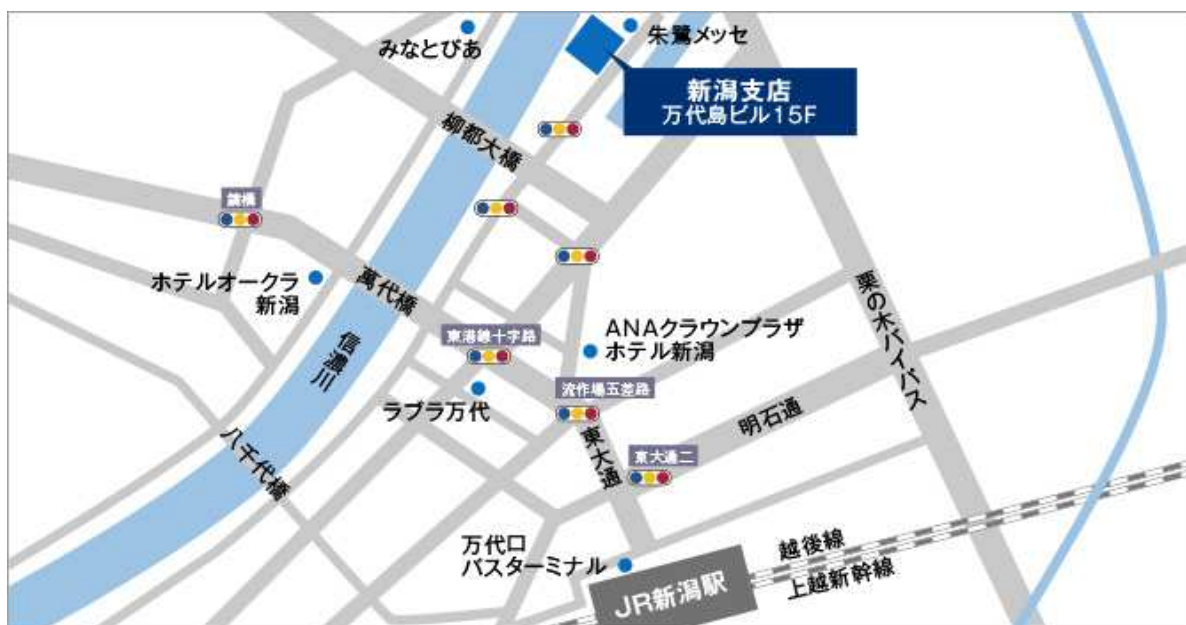 みなとぴあ
朱鷺メッセ
新潟支店
万代島ビル15F
柳都大橋
鐙橋
ホテルオークラ
新潟
萬代橋
信濃川
東港線十字路
ANAクラウンプラザ
ホテル新潟
栗の木バイパス
ラブラ万代
流作場五差路
八千代橋
東大通
東大通二
明石通
万代口
バスターミナル
JR新潟駅
越後線
上越新幹線